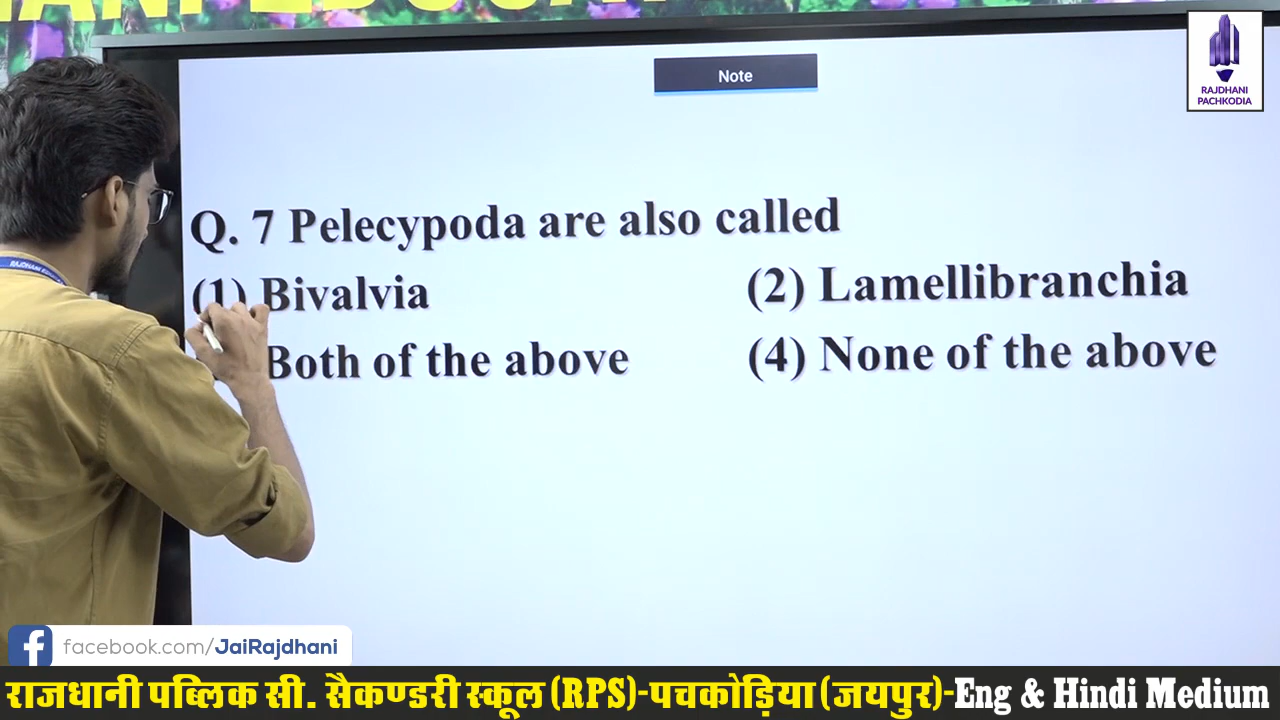 Note
RAJDHANI
PACHKODIA
Q. 7 Pelecypoda are also called
(1) Bivalvia
(2) Lamellibranchia
Both of the above
(4) None of the above
RAJDHANI
facebook.com/JaiRajdhani
राजधानी पब्लिक सी. सैकण्डरी स्कूल (RPS)-पचकोड़िया (जयपुर)-Eng & Hindi Medium